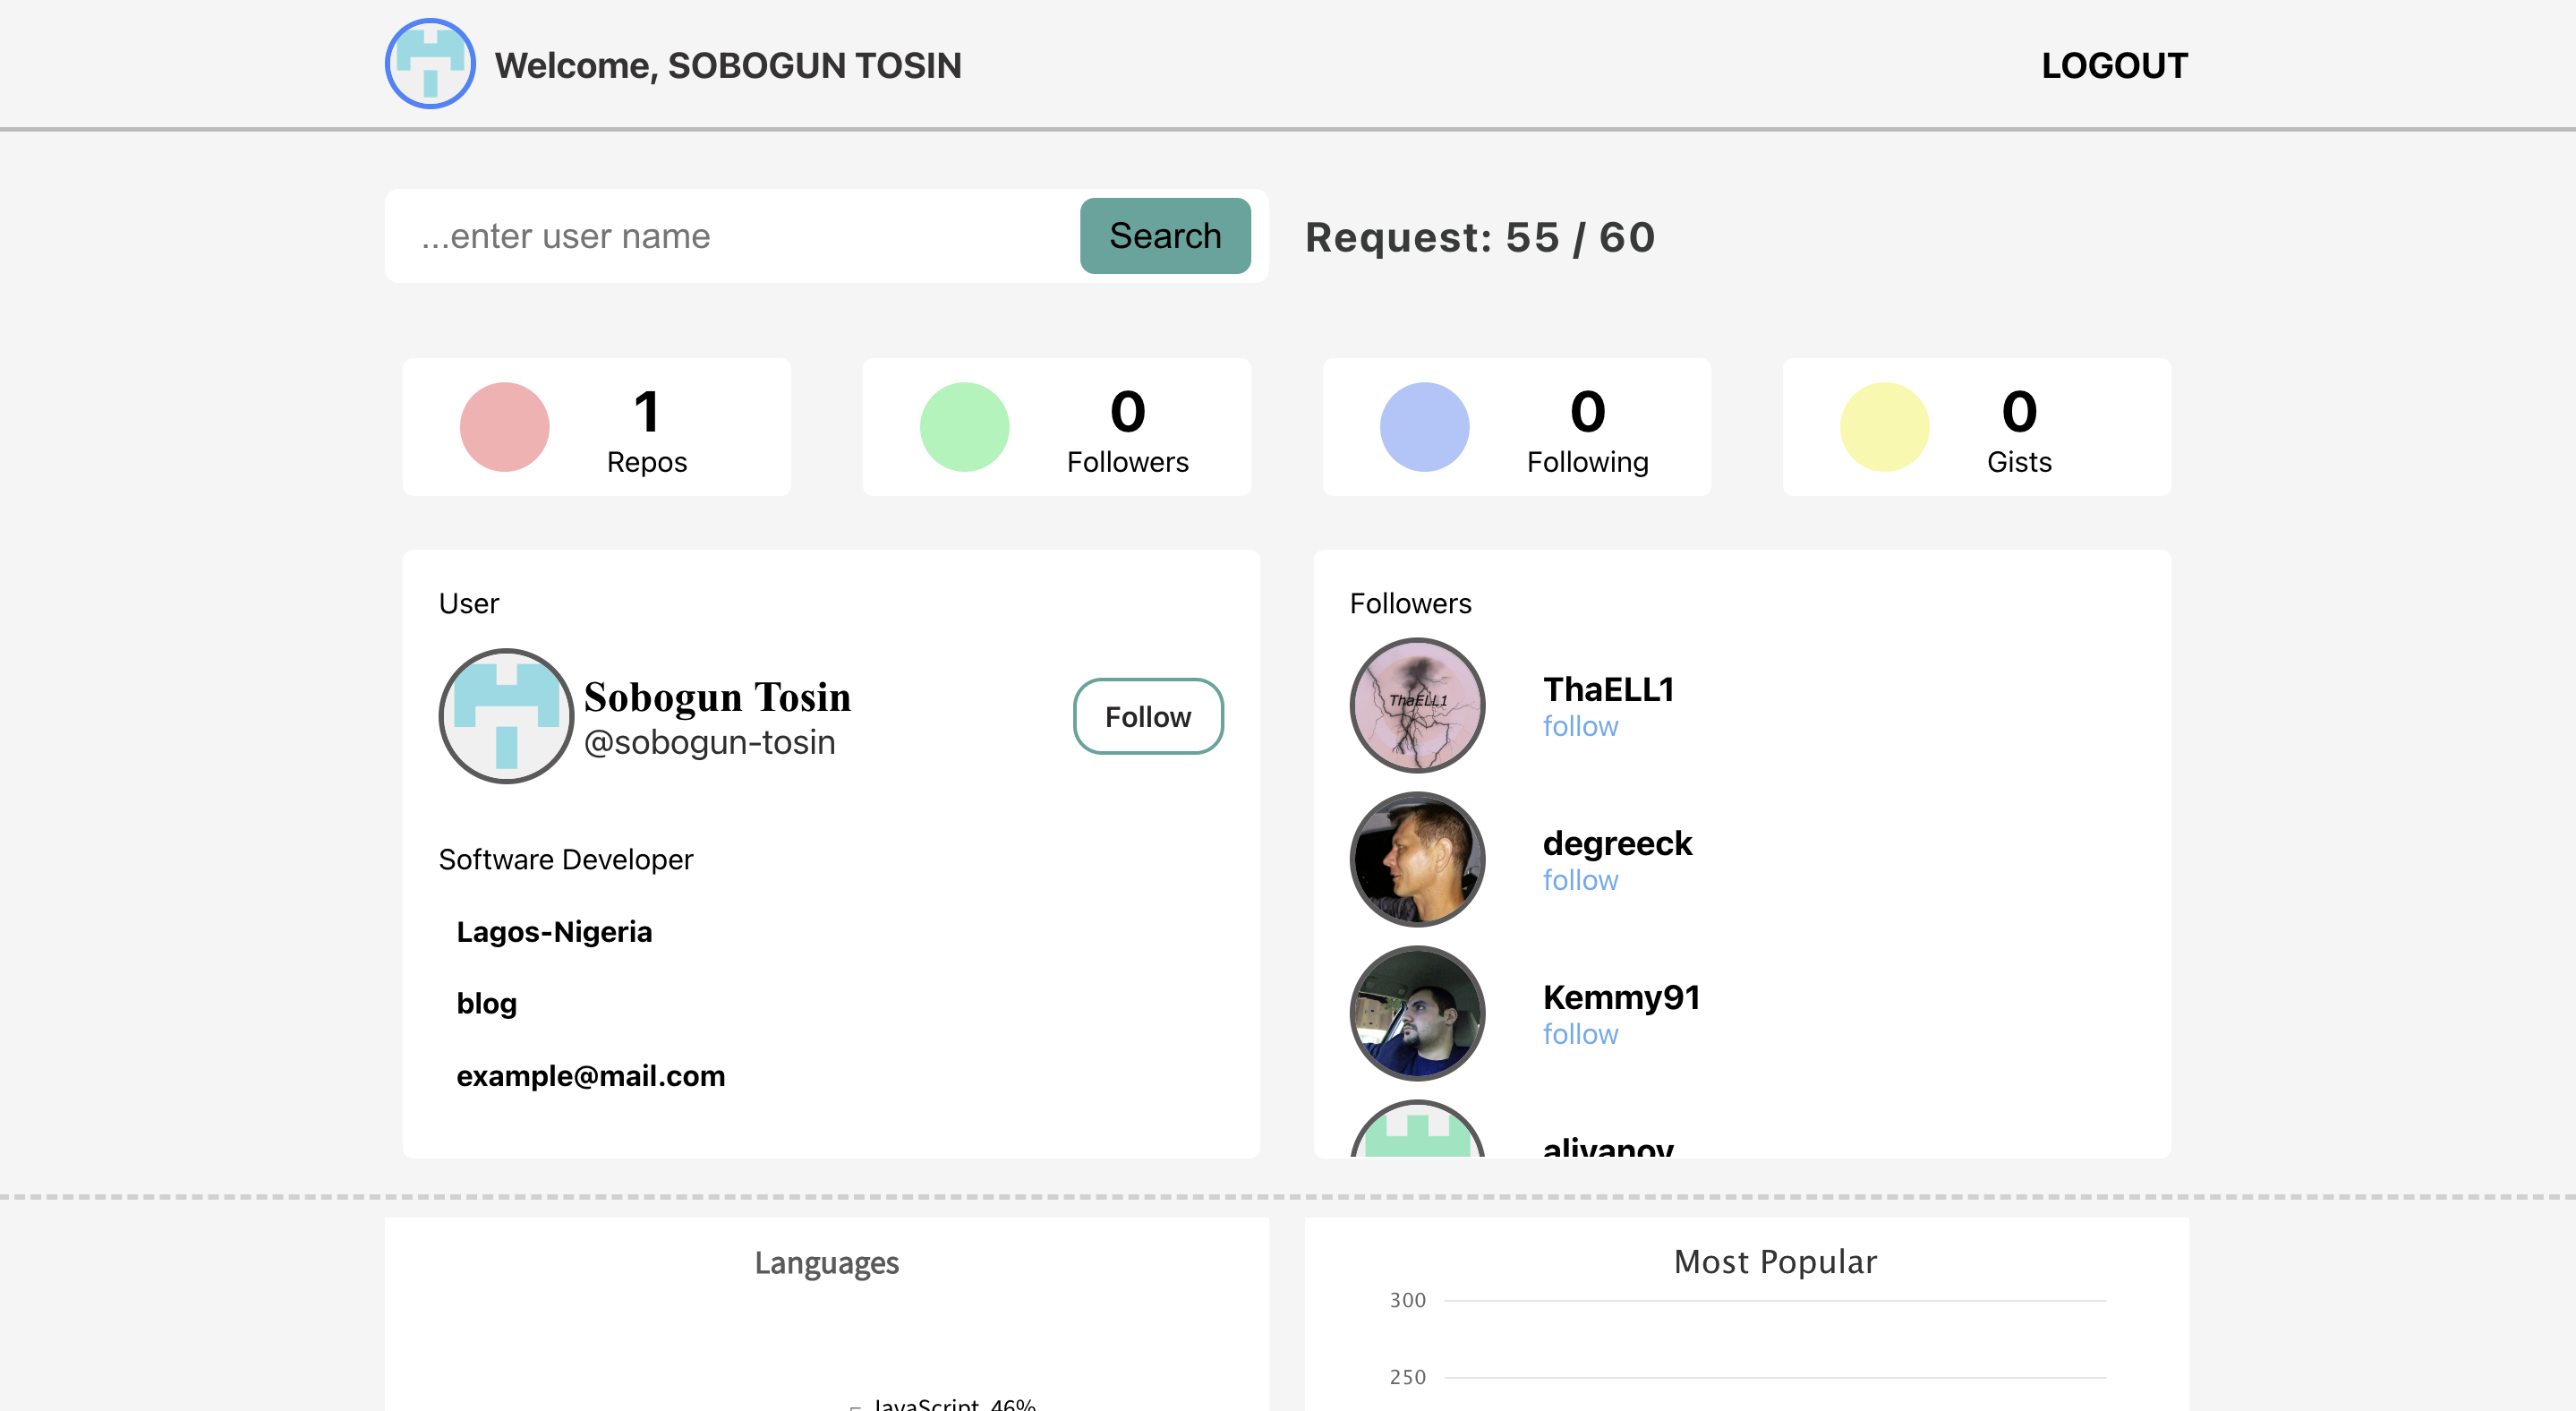 Welcome, SOBOGUN TOSIN
LOGOUT
...enter user name
Search
Request: 55 / 60
1
Repos
0
Followers
0
Following
0
Gists
User
Sobogun Tosin
@sobogun-tosin
Follow
Software Developer
Lagos-Nigeria
blog
example@mail.com
Followers
ThaELL1
ThaELL1
follow
degreeck
follow
Kemmy91
follow
alivanov
Languages
JavaScript, 46%
Most Popular
300
250